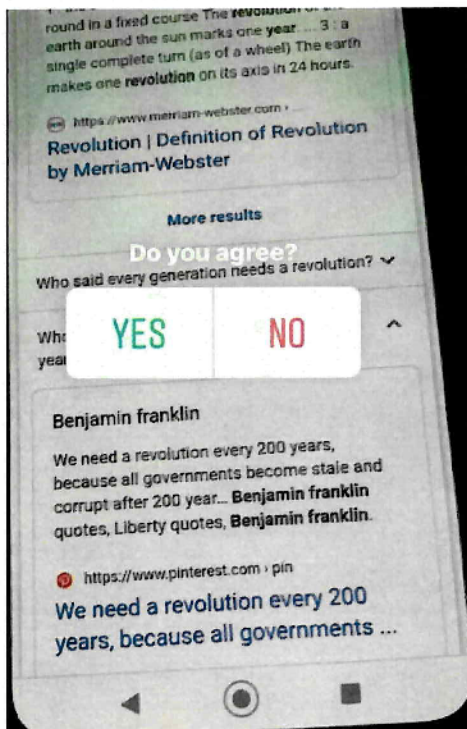 round in a fixed course The revolution of the
earth around the sun marks one year. ... 3 : a
single complete turn (as of a wheel) The earth
makes one revolution on its axis in 24 hours.
https://www.merriam-webster.com › ...
Revolution | Definition of Revolution
by Merriam-Webster
More results
Do you agree?
Who said every generation needs a revolution?
YES NO
Who
year
Benjamin franklin
We need a revolution every 200 years,
because all governments become stale and
corrupt after 200 year... Benjamin franklin
quotes, Liberty quotes, Benjamin franklin.
https://www.pinterest.com › pin
We need a revolution every 200
years, because all governments ...